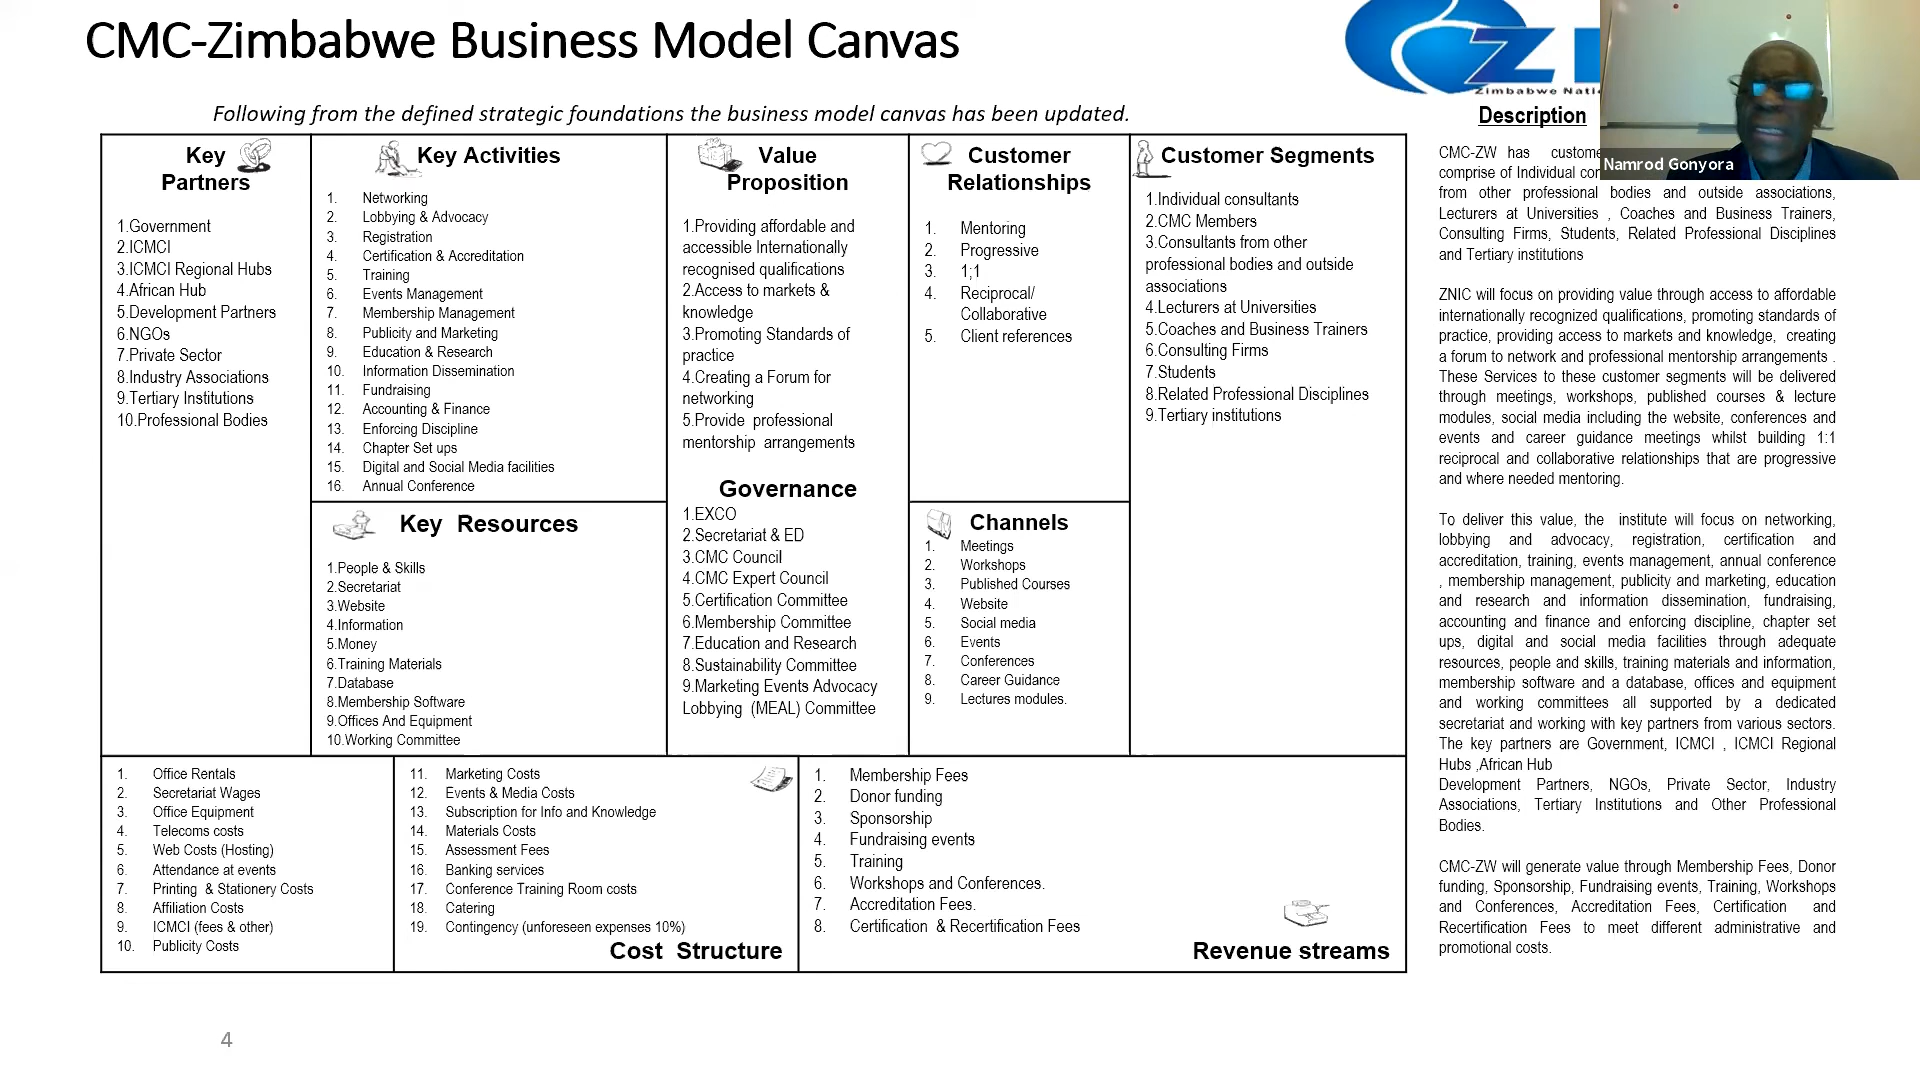 CMC-Zimbabwe Business Model Canvas
Following from the defined strategic foundations the business model canvas has been updated.
Key
Partners
1.Government
2.ICMCI
3.ICMCI Regional Hubs
4.African Hub
5.Development Partners
6.NGOs
7.Private Sector
8.Industry Associations
9.Tertiary Institutions
10.Professional Bodies
Key Activities
1. Networking
2. Lobbying & Advocacy
3. Registration
4. Certification & Accreditation
5. Training
6. Events Management
7. Membership Management
8. Publicity and Marketing
9. Education & Research
10. Information Dissemination
11. Fundraising
12. Accounting & Finance
13. Enforcing Discipline
14. Chapter Set ups
15. Digital and Social Media facilities
16. Annual Conference
Key Resources
1.People & Skills
2.Secretariat
3.Website
4.Information
5.Money
6.Training Materials
7.Database
8.Membership Software
9.Offices And Equipment
10.Working Committee
Value
Proposition
1.Providing affordable and
accessible Internationally
recognised qualifications
2.Access to markets &
knowledge
3.Promoting Standards of
practice
4.Creating a Forum for
networking
5.Provide professional
mentorship arrangements
Governance
1.EXCO
2.Secretariat & ED
3.CMC Council
4.CMC Expert Council
5.Certification Committee
6.Membership Committee
7.Education and Research
8.Sustainability Committee
9.Marketing Events Advocacy
Lobbying (MEAL) Committee
Customer
Relationships
1. Mentoring
2. Progressive
3. 1;1
4. Reciprocal/
Collaborative
5. Client references
Channels
1. Meetings
2. Workshops
3. Published Courses
4. Website
5. Social media
6. Events
7. Conferences
8. Career Guidance
9. Lectures modules.
Customer Segments
1.Individual consultants
2.CMC Members
3.Consultants from other
professional bodies and outside
associations
4.Lecturers at Universities
5.Coaches and Business Trainers
6.Consulting Firms
7.Students
8.Related Professional Disciplines
9.Tertiary institutions
1. Office Rentals
2. Secretariat Wages
3. Office Equipment
4. Telecoms costs
5. Web Costs (Hosting)
6. Attendance at events
7. Printing & Stationery Costs
8. Affiliation Costs
9. ICMCI (fees & other)
10. Publicity Costs
11. Marketing Costs
12. Events & Media Costs
13. Subscription for Info and Knowledge
14. Materials Costs
15. Assessment Fees
16. Banking services
17. Conference Training Room costs
18. Catering
19. Contingency (unforeseen expenses 10%)
Cost Structure
1. Membership Fees
2. Donor funding
3. Sponsorship
4. Fundraising events
5. Training
6. Workshops and Conferences.
7. Accreditation Fees.
8. Certification & Recertification Fees
Revenue streams
Zimbabwe
Namrod Gonyora
Description
CMC-ZW has
comprise of Individual
from other professional bodies and outside associations,
Lecturers at Universities , Coaches and Business Trainers,
Consulting Firms, Students, Related Professional Disciplines
and Tertiary institutions
ZNIC will focus on providing value through access to affordable
internationally recognized qualifications, promoting standards of
practice, providing access to markets and knowledge, creating
a forum to network and professional mentorship arrangements .
These Services to these customer segments will be delivered
through meetings, workshops, published courses & lecture
modules, social media including the website, conferences and
events and career guidance meetings whilst building 1:1
reciprocal and collaborative relationships that are progressive
and where needed mentoring.
To deliver this value, the institute will focus on networking,
lobbying and advocacy, registration, certification and
accreditation, training, events management, annual conference
, membership management, publicity and marketing, education
and research and information dissemination, fundraising,
accounting and finance and enforcing discipline, chapter set
ups, digital and social media facilities through adequate
resources, people and skills, training materials and information,
membership software and a database, offices and equipment
and working committees all supported by a dedicated
secretariat and working with key partners from various sectors.
The key partners are Government, ICMCI , ICMCI Regional
Hubs ,African Hub
Development Partners, NGOs, Private Sector, Industry
Associations, Tertiary Institutions and Other Professional
Bodies.
CMC-ZW will generate value through Membership Fees, Donor
funding, Sponsorship, Fundraising events, Training, Workshops
and Conferences, Accreditation Fees, Certification and
Recertification Fees to meet different administrative and
promotional costs.
4